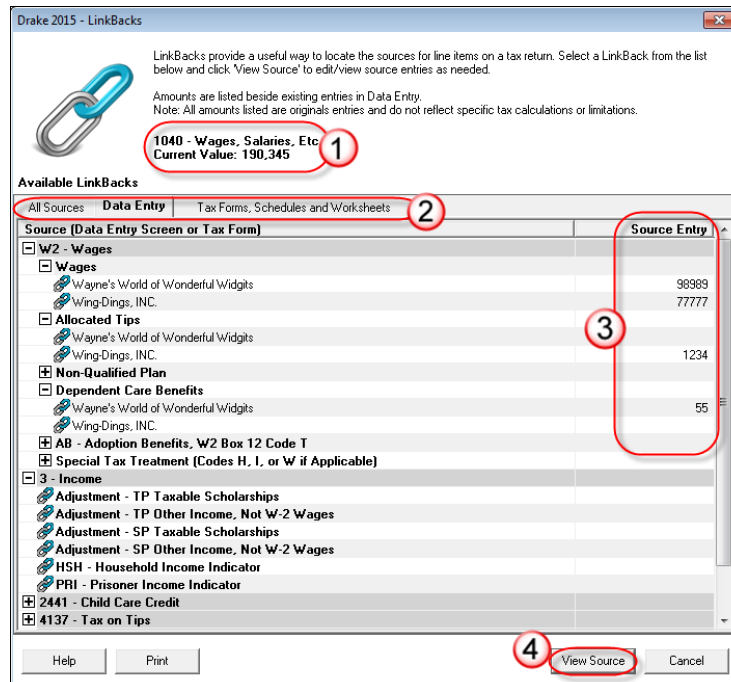 Drake 2015 - LinkBacks
LinkBacks provide a useful way to locate the sources for line items on a tax return. Select a LinkBack from the list
below and click 'View Source' to edit/view source entries as needed.
Amounts are listed beside existing entries in Data Entry.
Note: All amounts listed are originals entries and do not reflect specific tax calculations or limitations.
1040 - Wages, Salaries, Etc
Current Value: 190,345
1
Available LinkBacks
All Sources Data Entry Tax Forms, Schedules and Worksheets
2
Source (Data Entry Screen or Tax Form) Source Entry
W2 - Wages
Wages
Wayne's World of Wonderful Widgits 98989
Wing-Dings, INC. 77777
Allocated Tips
3
Wayne's World of Wonderful Widgits
Wing-Dings, INC. 1234
Non-Qualified Plan
Dependent Care Benefits
Wayne's World of Wonderful Widgits 55
Wing-Dings, INC.
AB - Adoption Benefits, W2 Box 12 Code T
Special Tax Treatment (Codes H, I, or W if Applicable)
3 - Income
Adjustment - TP Taxable Scholarships
Adjustment - TP Other Income, Not W-2 Wages
Adjustment - SP Taxable Scholarships
Adjustment - SP Other Income, Not W-2 Wages
HSH - Household Income Indicator
PRI - Prisoner Income Indicator
2441 - Child Care Credit
4137 - Tax on Tips
4
Help Print View Source Cancel